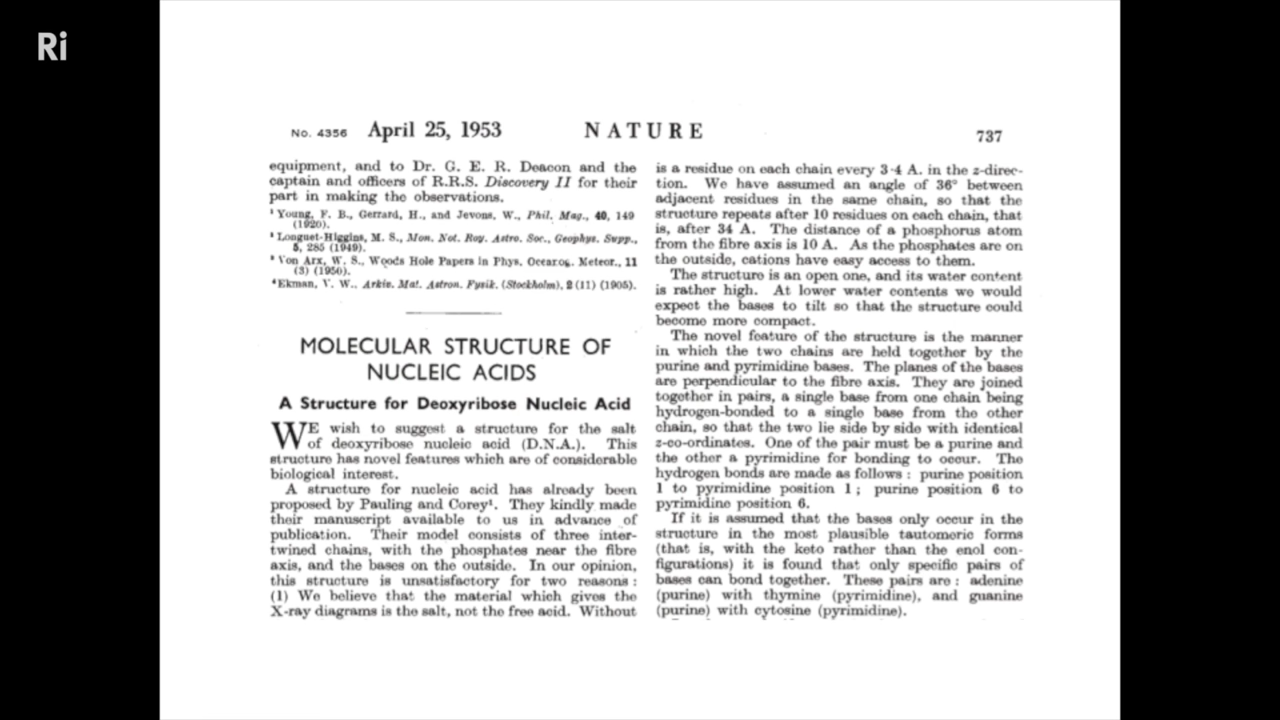 Ri
No. 4356 April 25, 1953 NATURE 737
equipment, and to Dr. G. E. R. Deacon and the
captain and officers of R.R.S. Discovery II for their
part in making the observations.
¹ Young, F. B., Gerrard, H., and Jevons, W., Phil. Mag., 40, 149
(1920).
² Longuet-Higgins, M. S., Mon. Not. Roy. Astro. Soc., Geophys. Supp.,
5, 285 (1949).
³ Von Arx, W. S., Woods Hole Papers in Phys. Ocearog. Meteor., 11
(3) (1950).
⁴ Ekman, V. W., Arkiv. Mat. Astron. Fysik. (Stockholm), 2 (11) (1905).
MOLECULAR STRUCTURE OF
NUCLEIC ACIDS
A Structure for Deoxyribose Nucleic Acid
WE wish to suggest a structure for the salt
of deoxyribose nucleic acid (D.N.A.). This
structure has novel features which are of considerable
biological interest.
A structure for nucleic acid has already been
proposed by Pauling and Corey¹. They kindly made
their manuscript available to us in advance of
publication. Their model consists of three inter-
twined chains, with the phosphates near the fibre
axis, and the bases on the outside. In our opinion,
this structure is unsatisfactory for two reasons :
(1) We believe that the material which gives the
X-ray diagrams is the salt, not the free acid. Without
is a residue on each chain every 3·4 A. in the z-direc-
tion. We have assumed an angle of 36° between
adjacent residues in the same chain, so that the
structure repeats after 10 residues on each chain, that
is, after 34 A. The distance of a phosphorus atom
from the fibre axis is 10 A. As the phosphates are on
the outside, cations have easy access to them.
The structure is an open one, and its water content
is rather high. At lower water contents we would
expect the bases to tilt so that the structure could
become more compact.
The novel feature of the structure is the manner
in which the two chains are held together by the
purine and pyrimidine bases. The planes of the bases
are perpendicular to the fibre axis. They are joined
together in pairs, a single base from one chain being
hydrogen-bonded to a single base from the other
chain, so that the two lie side by side with identical
z-co-ordinates. One of the pair must be a purine and
the other a pyrimidine for bonding to occur. The
hydrogen bonds are made as follows : purine position
1 to pyrimidine position 1 ; purine position 6 to
pyrimidine position 6.
If it is assumed that the bases only occur in the
structure in the most plausible tautomeric forms
(that is, with the keto rather than the enol con-
figurations) it is found that only specific pairs of
bases can bond together. These pairs are : adenine
(purine) with thymine (pyrimidine), and guanine
(purine) with cytosine (pyrimidine).